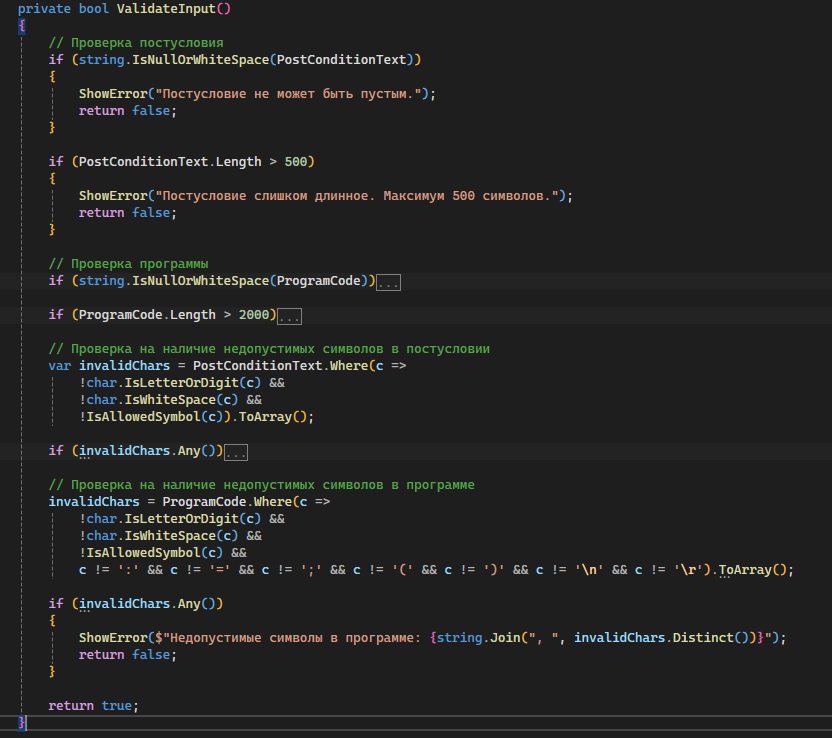 private bool ValidateInput()
{
// Проверка постусловия
if (string.IsNullOrWhiteSpace(PostConditionText))
{
ShowError("Постусловие не может быть пустым.");
return false;
}
if (PostConditionText.Length > 500)
{
ShowError("Постусловие слишком длинное. Максимум 500 символов.");
return false;
}
// Проверка программы
if (string.IsNullOrWhiteSpace(ProgramCode))...
if (ProgramCode.Length > 2000)...
// Проверка на наличие недопустимых символов в постусловии
var invalidChars = PostConditionText.Where(c =>
!char.IsLetterOrDigit(c) &&
!char.IsWhiteSpace(c) &&
!IsAllowedSymbol(c)).ToArray();
if (invalidChars.Any())...
// Проверка на наличие недопустимых символов в программе
invalidChars = ProgramCode.Where(c =>
!char.IsLetterOrDigit(c) &&
!char.IsWhiteSpace(c) &&
!IsAllowedSymbol(c) &&
c != ':' && c != '=' && c != ';' && c != '(' && c != ')' && c != '\n' && c != '\r').ToArray();
if (invalidChars.Any())
{
ShowError($"Недопустимые символы в программе: {string.Join(", ", invalidChars.Distinct())}");
return false;
}
return true;
}